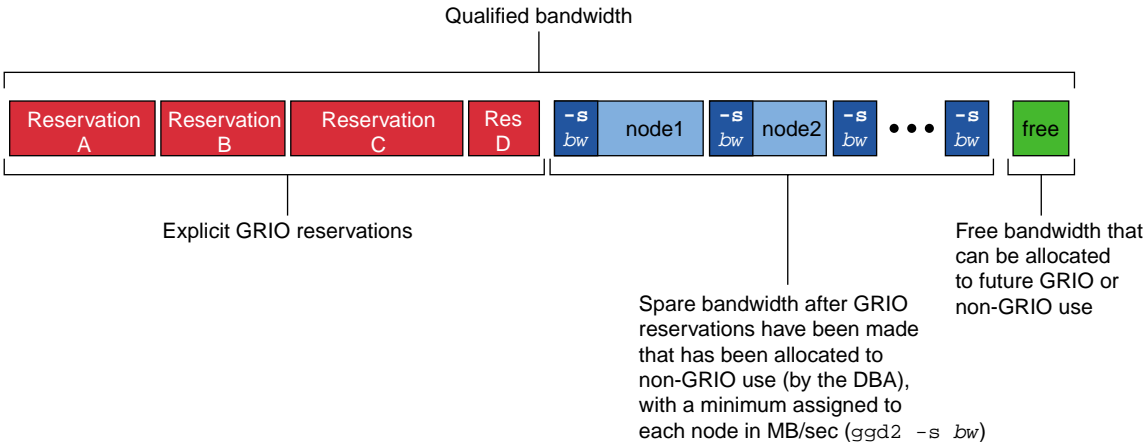 Qualified bandwidth
Reservation
A
Reservation
B
Reservation
C
Res
D
-s
bw
node1
-s
bw
node2
-s
bw
-s
bw
free
Explicit GRIO reservations
Spare bandwidth after GRIO
reservations have been made
that has been allocated to
non-GRIO use (by the DBA),
with a minimum assigned to
each node in MB/sec (ggd2 -s bw)
Free bandwidth that
can be allocated
to future GRIO or
non-GRIO use